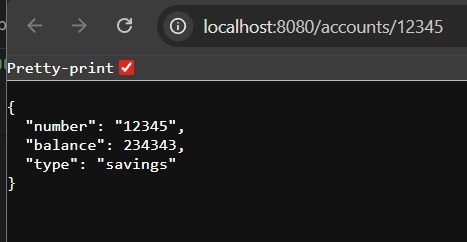 localhost:8080/accounts/12345
Pretty-print
{
  "number": "12345",
  "balance": 234343,
  "type": "savings"
}